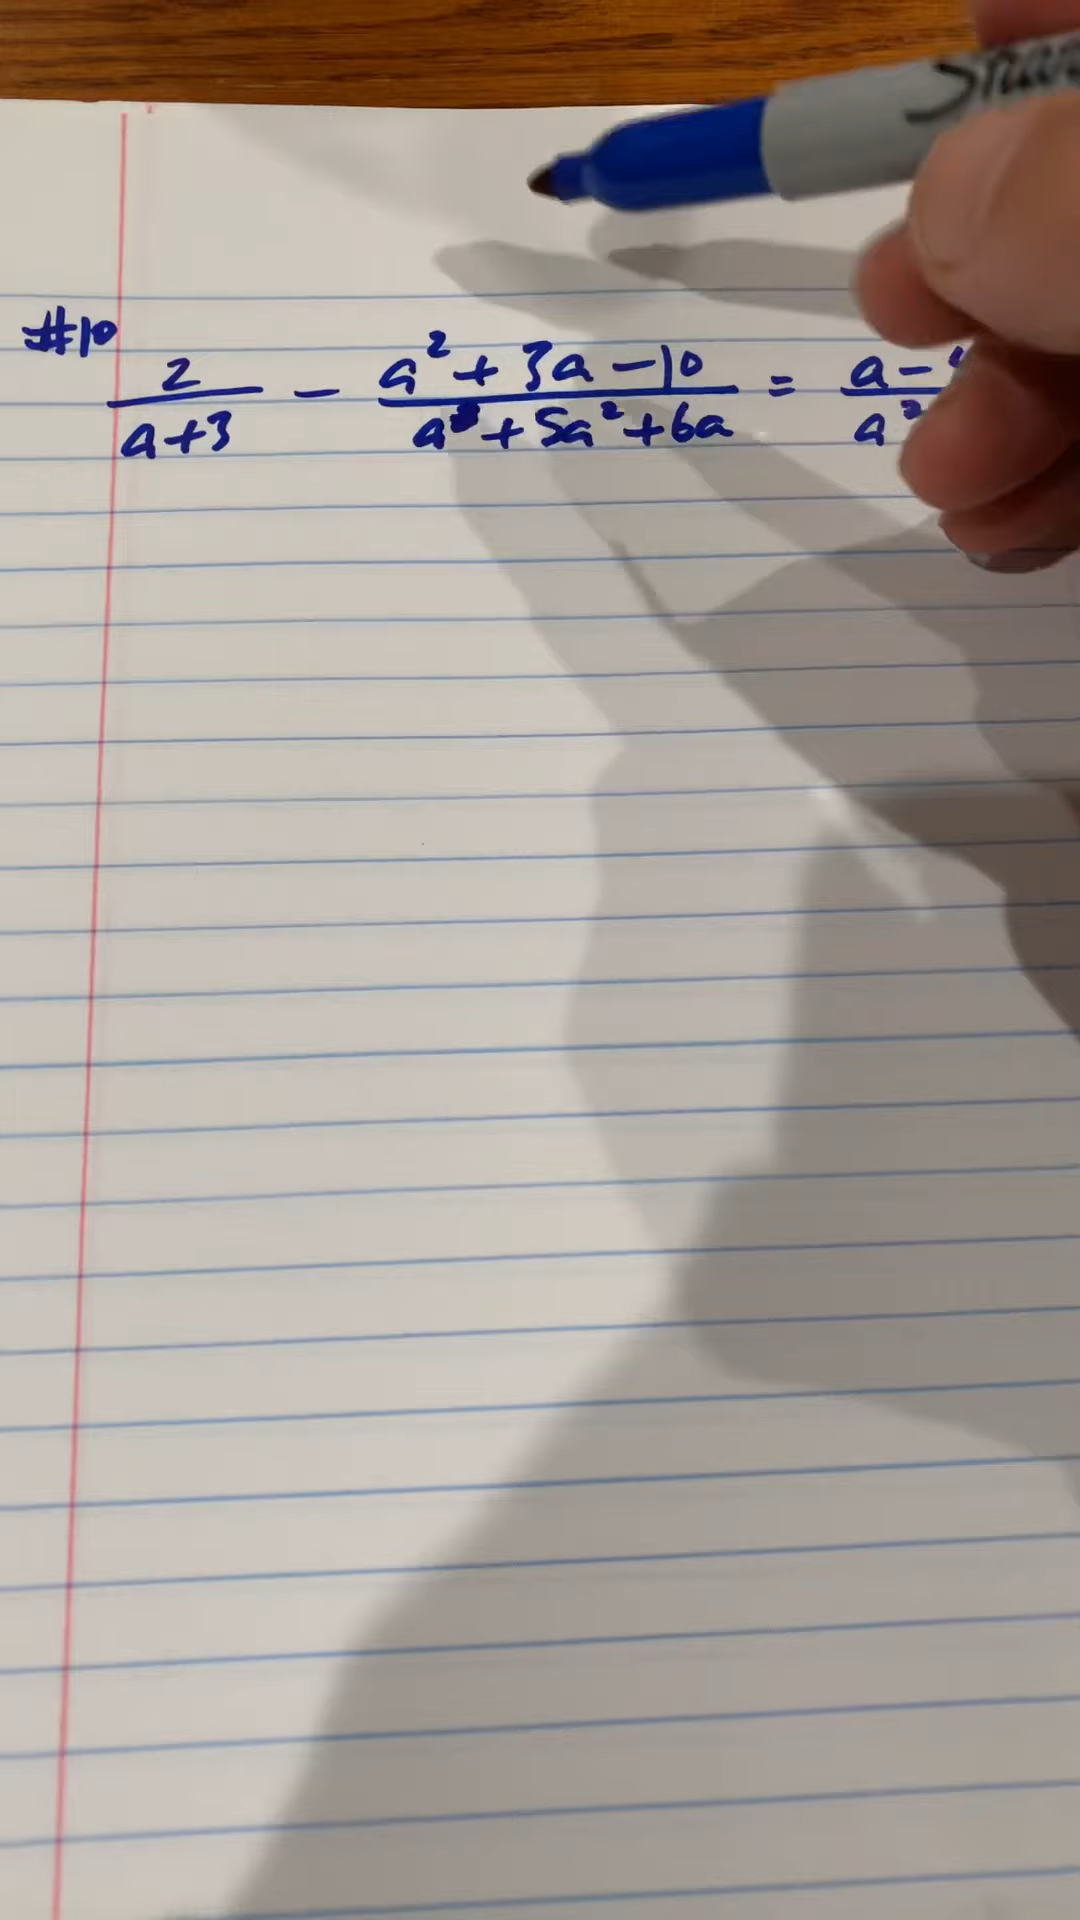 #10
2/(a+3) - (a²+3a-10)/(a³+5a²+6a) = (a-